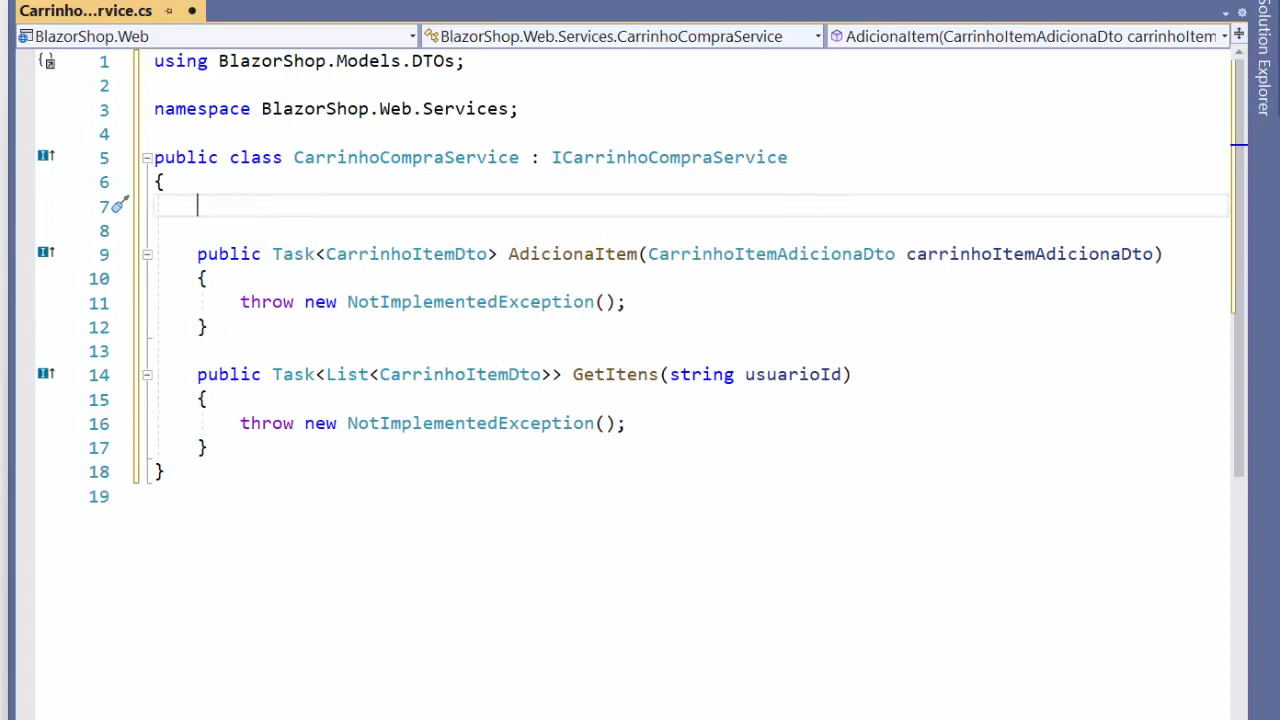 Carrinho...rvice.cs
BlazorShop.Web
BlazorShop.Web.Services.CarrinhoCompraService
AdicionaItem(CarrinhoItemAdicionaDto carrinhoItem
Solution Explorer
1 using BlazorShop.Models.DTOs;
2
3 namespace BlazorShop.Web.Services;
4
5 public class CarrinhoCompraService : ICarrinhoCompraService
6 {
7
8
9 public Task<CarrinhoItemDto> AdicionaItem(CarrinhoItemAdicionaDto carrinhoItemAdicionaDto)
10 {
11 throw new NotImplementedException();
12 }
13
14 public Task<List<CarrinhoItemDto>> GetItens(string usuarioId)
15 {
16 throw new NotImplementedException();
17 }
18 }
19